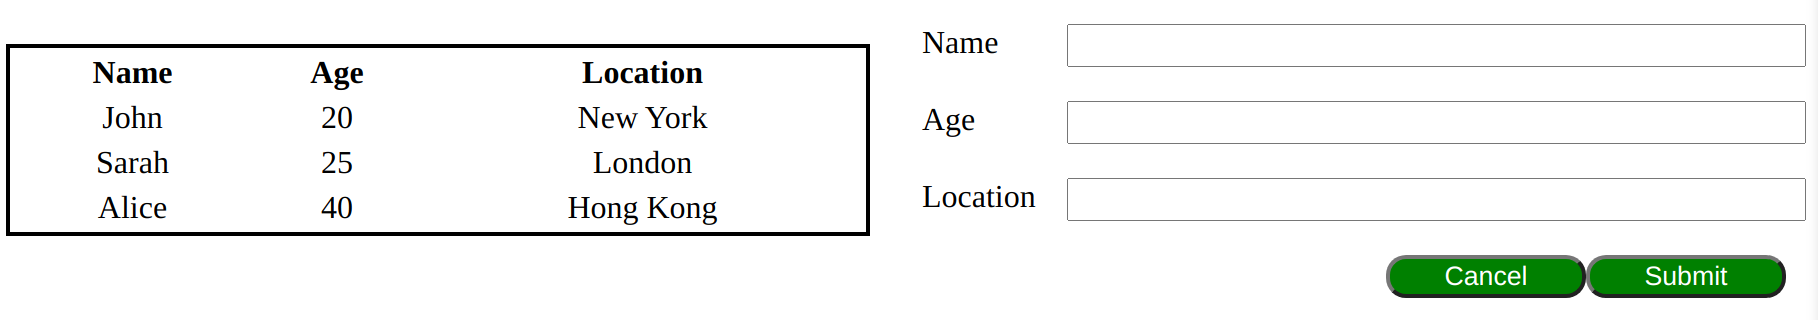 Name Age Location
John 20 New York
Sarah 25 London
Alice 40 Hong Kong
Name
Age
Location
Cancel Submit